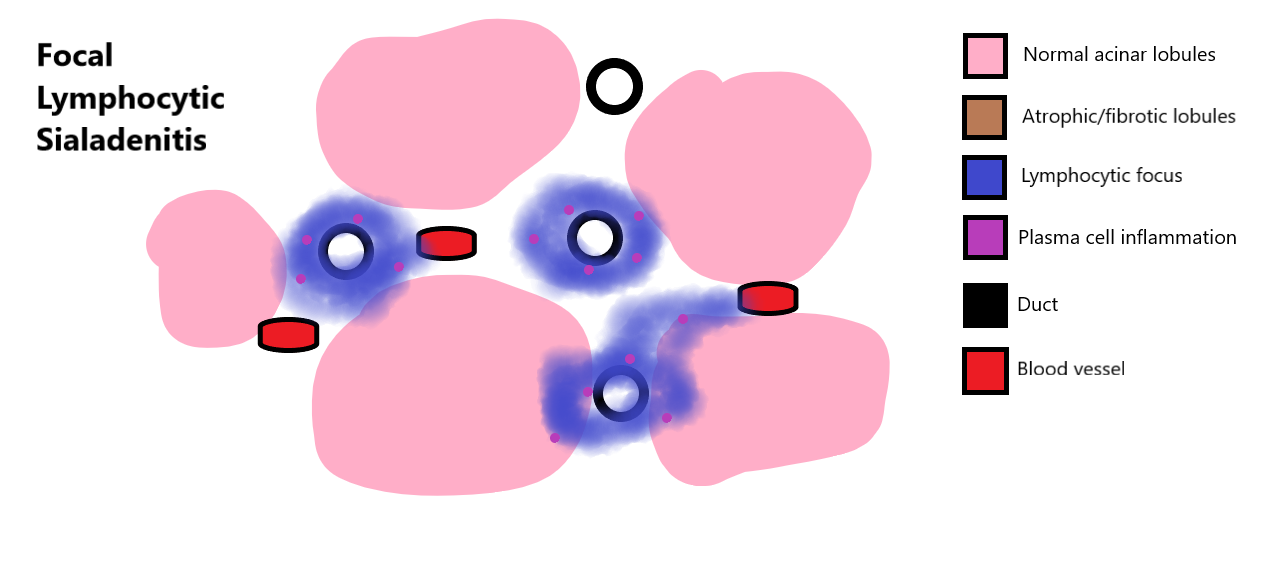 Focal
Lymphocytic
Sialadenitis
Normal acinar lobules
Atrophic/fibrotic lobules
Lymphocytic focus
Plasma cell inflammation
Duct
Blood vessel